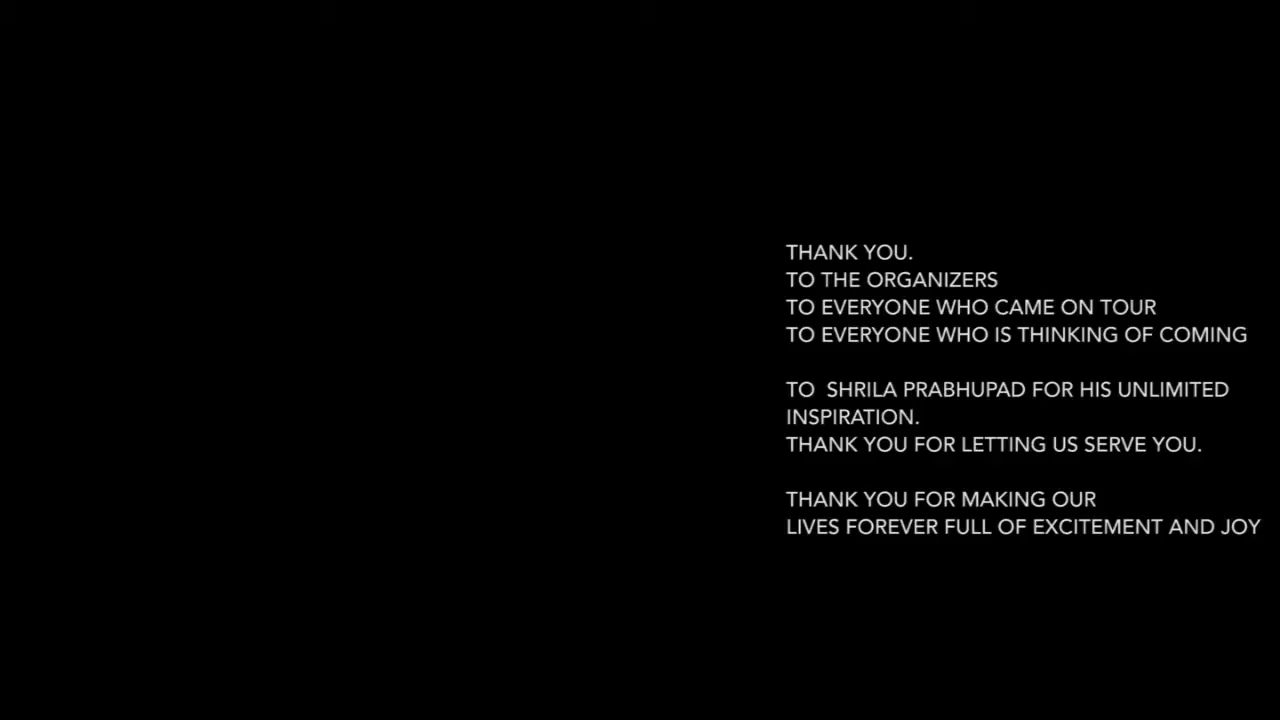 THANK YOU.
TO THE ORGANIZERS
TO EVERYONE WHO CAME ON TOUR
TO EVERYONE WHO IS THINKING OF COMING
TO  SHRILA PRABHUPAD FOR HIS UNLIMITED
INSPIRATION.
THANK YOU FOR LETTING US SERVE YOU.
THANK YOU FOR MAKING OUR
LIVES FOREVER FULL OF EXCITEMENT AND JOY